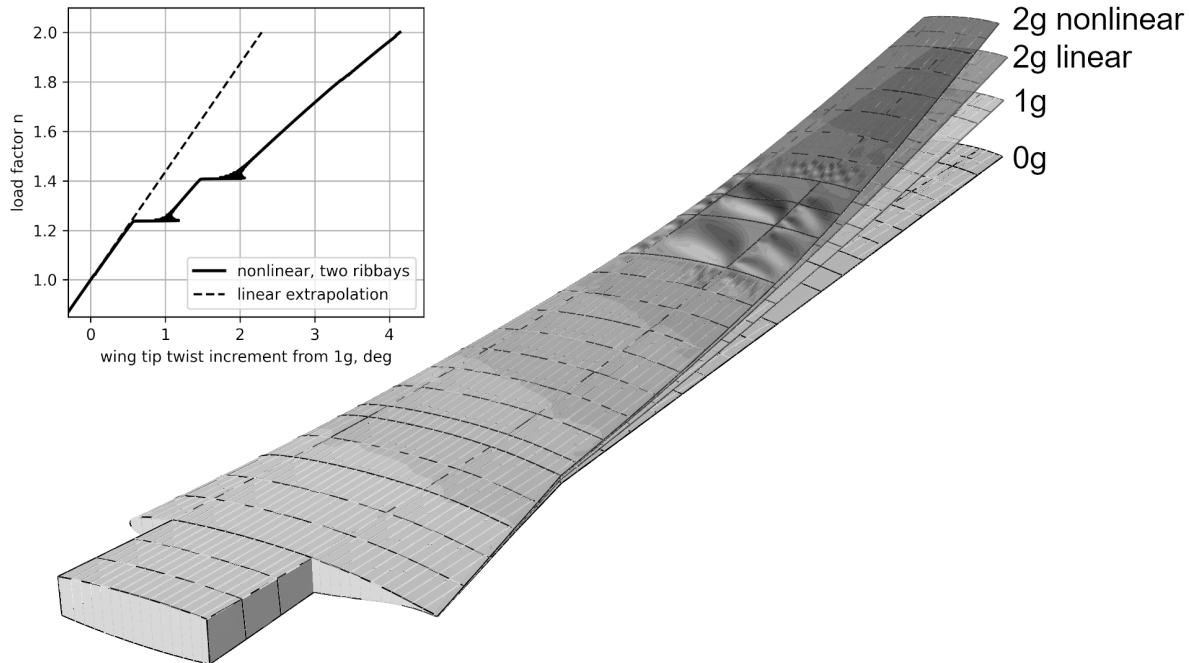 2.0
1.8
1.6
1.4
1.2
1.0
load factor n
nonlinear, two ribbays
linear extrapolation
0 1 2 3 4
wing tip twist increment from 1g, deg
2g nonlinear
2g linear
1g
0g